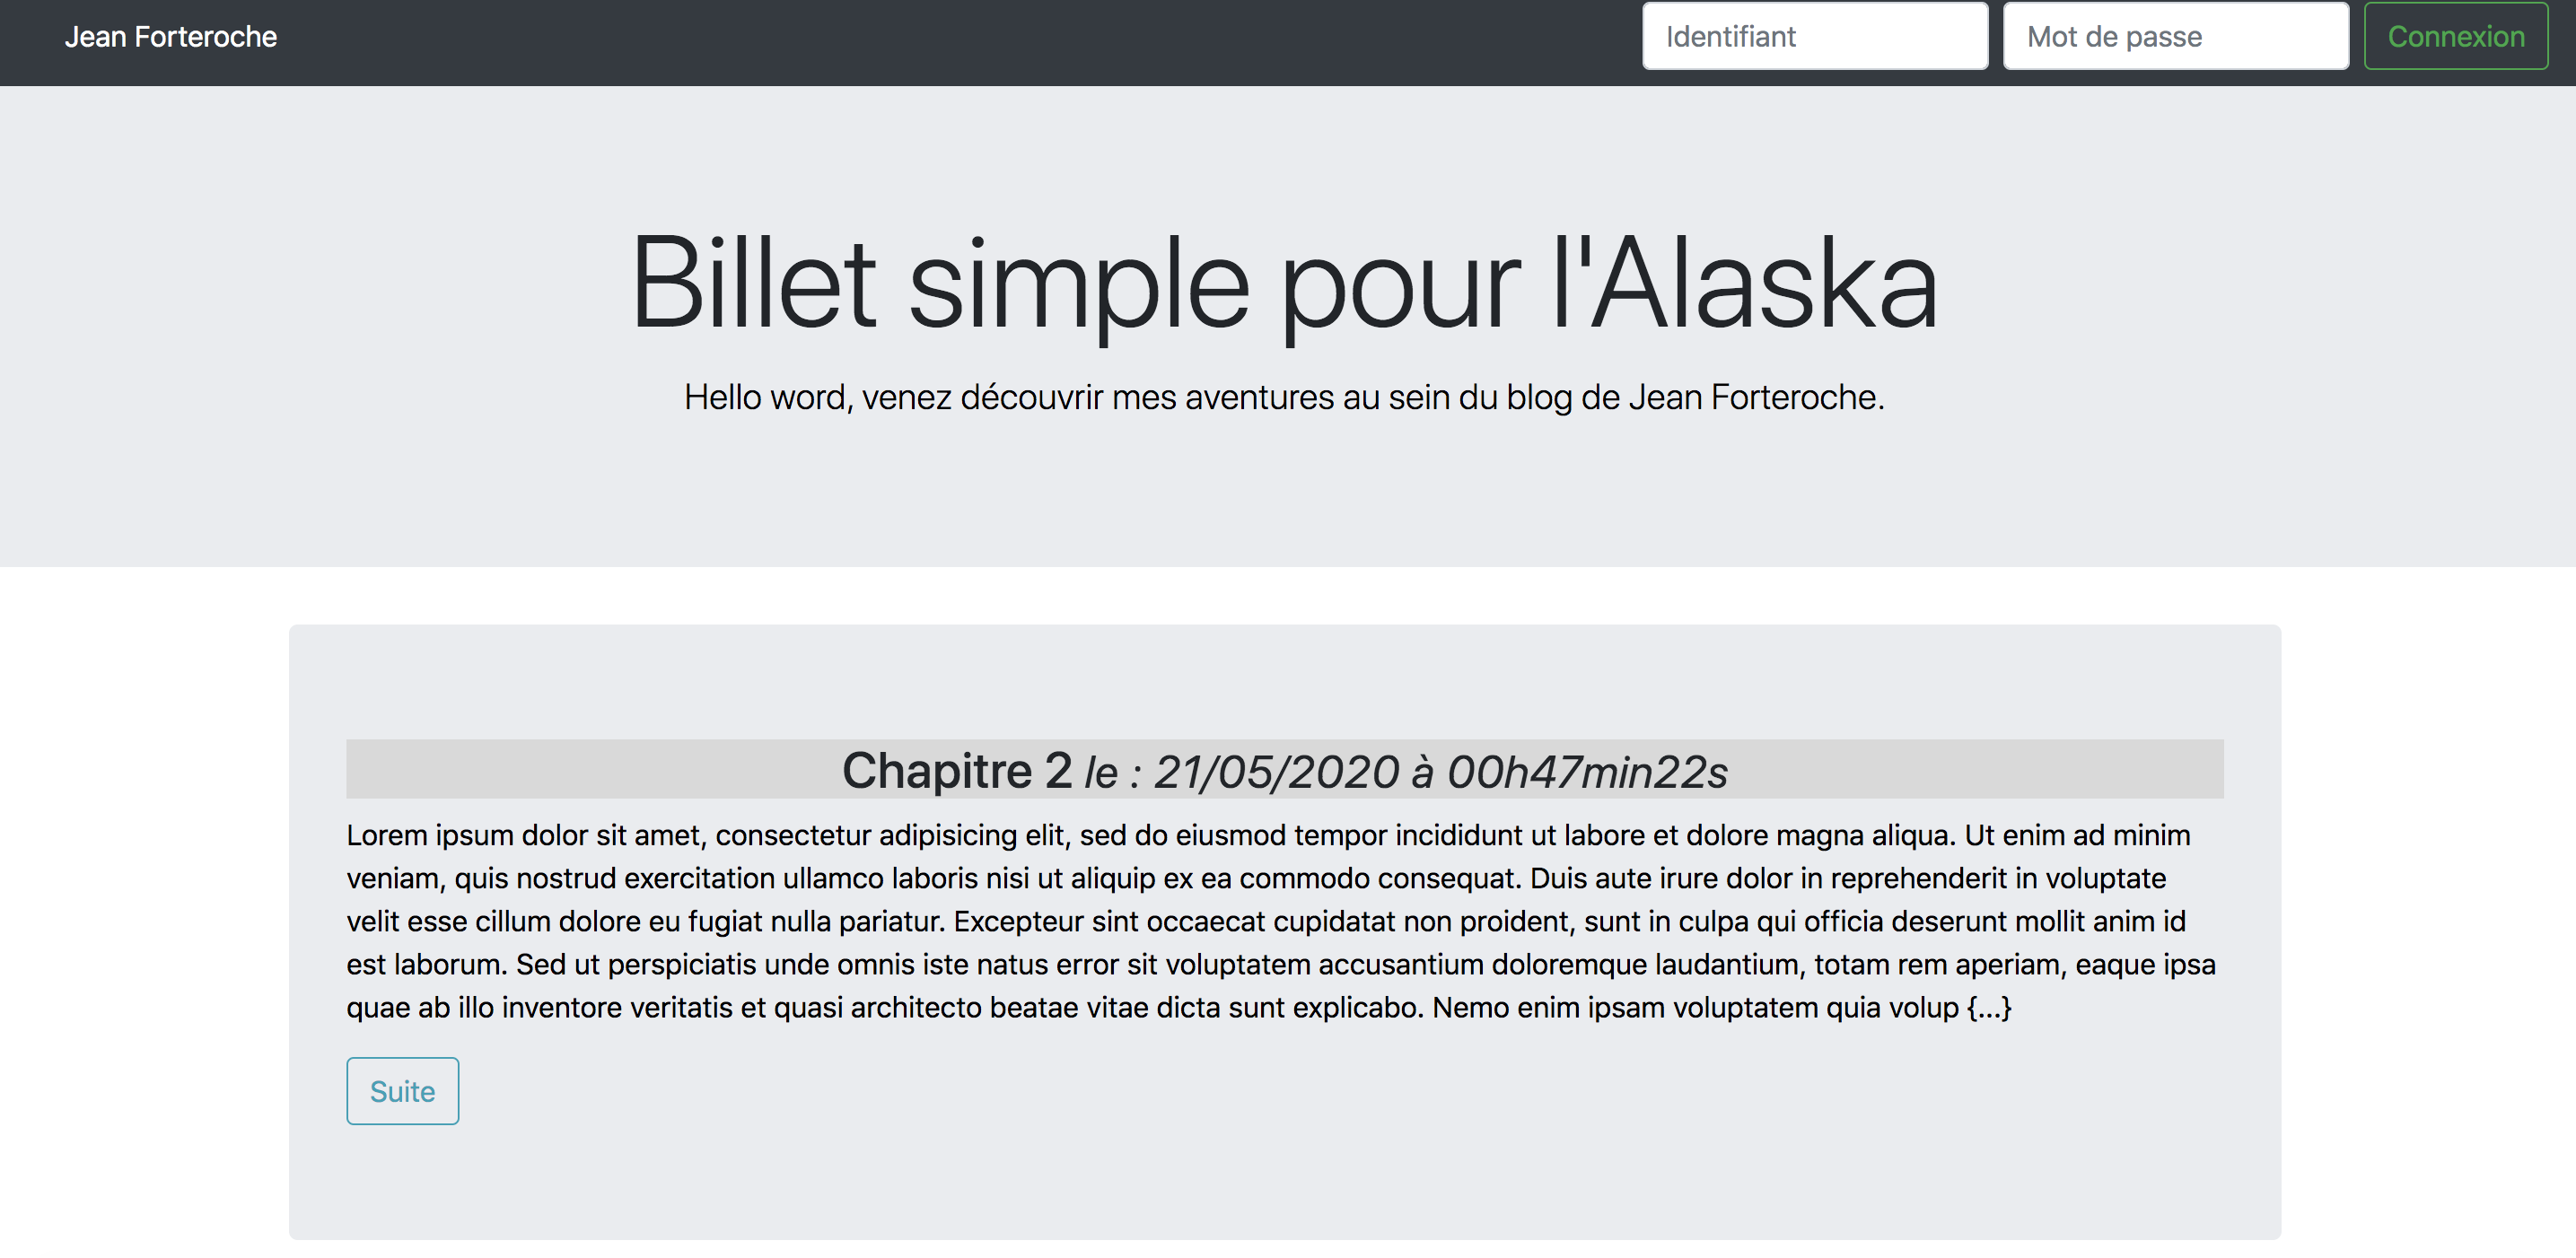 Jean Forteroche
Identifiant
Mot de passe
Connexion
Billet simple pour l'Alaska
Hello word, venez découvrir mes aventures au sein du blog de Jean Forteroche.
Chapitre 2 le : 21/05/2020 à 00h47min22s
Lorem ipsum dolor sit amet, consectetur adipisicing elit, sed do eiusmod tempor incididunt ut labore et dolore magna aliqua. Ut enim ad minim
veniam, quis nostrud exercitation ullamco laboris nisi ut aliquip ex ea commodo consequat. Duis aute irure dolor in reprehenderit in voluptate
velit esse cillum dolore eu fugiat nulla pariatur. Excepteur sint occaecat cupidatat non proident, sunt in culpa qui officia deserunt mollit anim id
est laborum. Sed ut perspiciatis unde omnis iste natus error sit voluptatem accusantium doloremque laudantium, totam rem aperiam, eaque ipsa
quae ab illo inventore veritatis et quasi architecto beatae vitae dicta sunt explicabo. Nemo enim ipsam voluptatem quia volup {...}
Suite